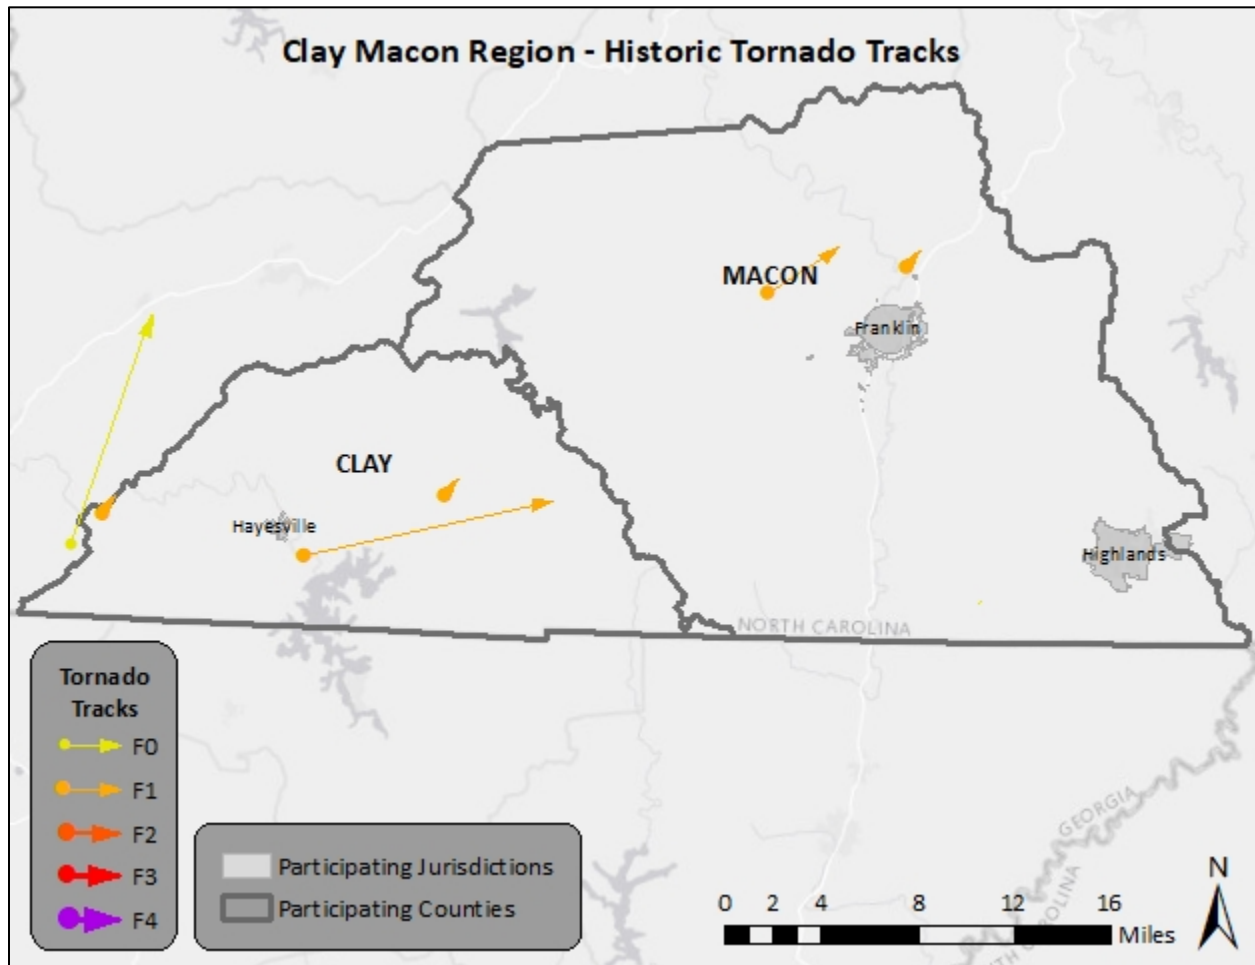 Clay Macon Region - Historic Tornado Tracks
MACON
Franklin
CLAY
Hayesville
Highlands
NORTH CAROLINA
Tornado
Tracks
F0
F1
F2
F3
F4
Participating Jurisdictions
Participating Counties
GEORGIA
CAROLINA
N
0 2 4 8 12 16
Miles